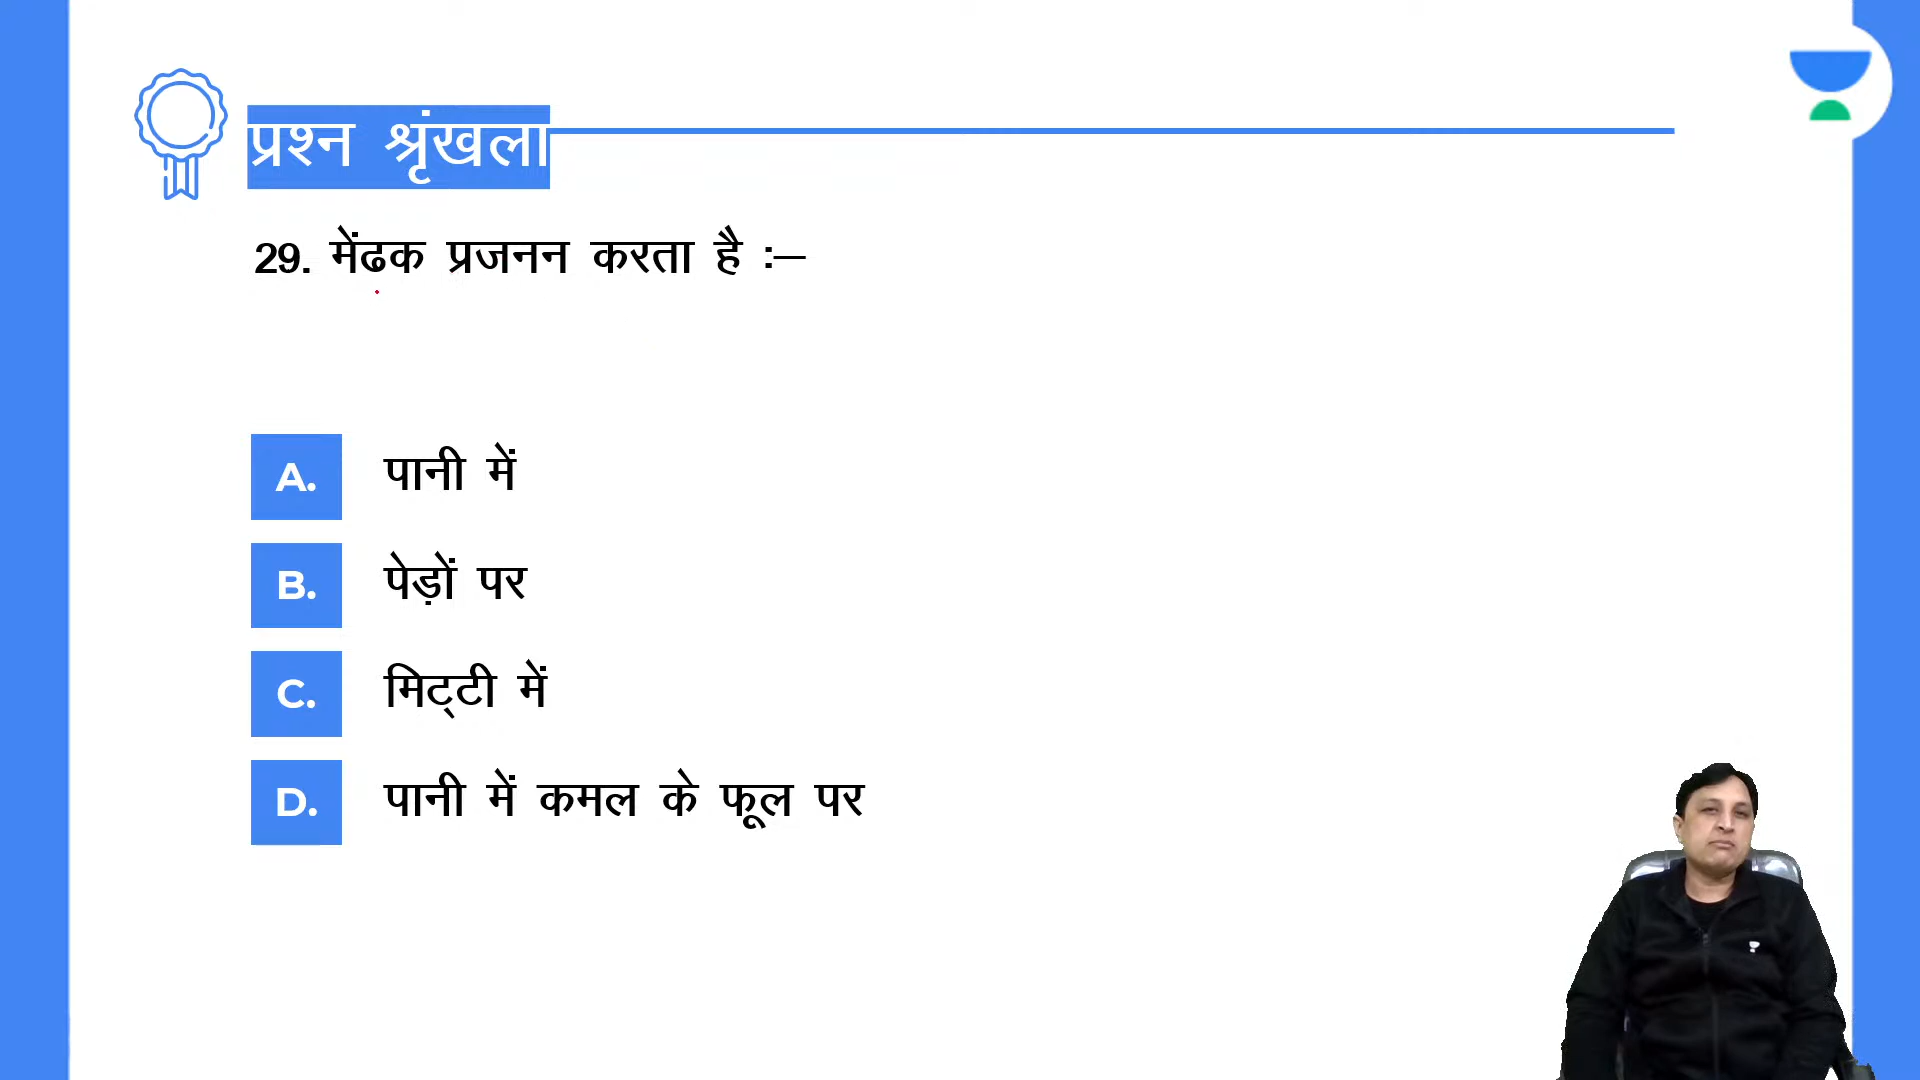 प्रश्न श्रृंखला
29. मेंढक प्रजनन करता है :–
A. पानी में
B. पेड़ों पर
C. मिट्‌टी में
D. पानी में कमल के फूल पर